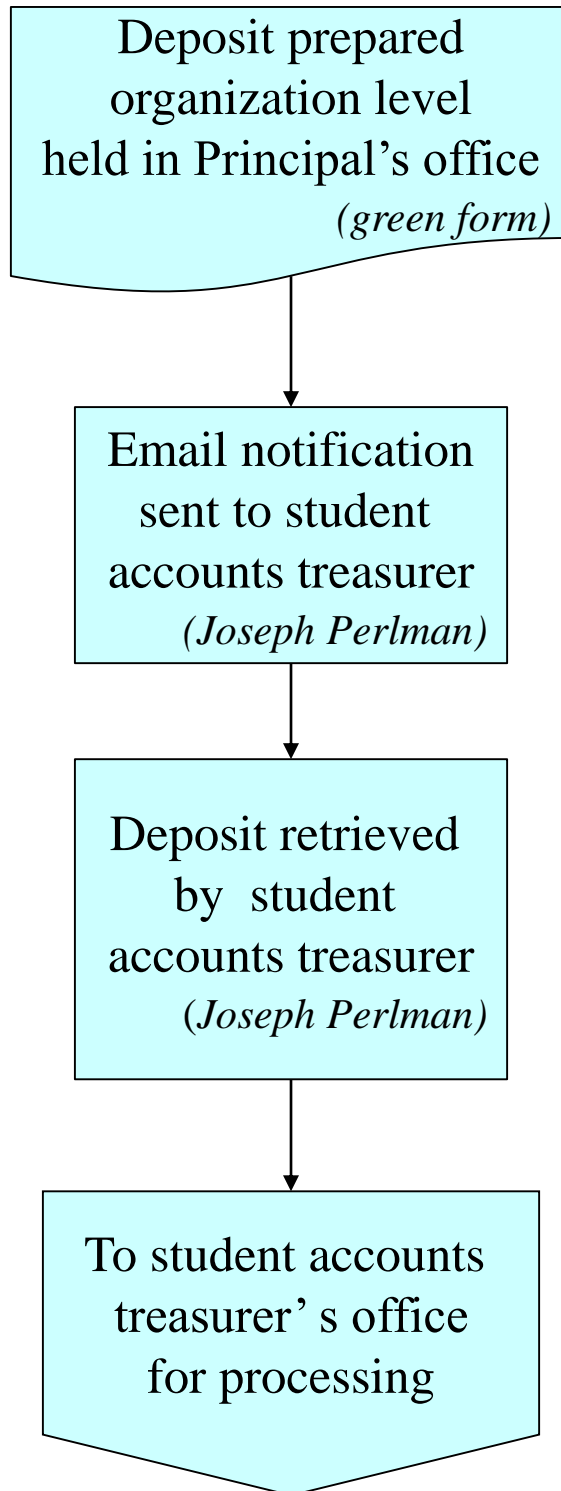 Deposit prepared
organization level
held in Principal’s office
(green form)
Email notification
sent to student
accounts treasurer
(Joseph Perlman)
Deposit retrieved
by  student
accounts treasurer
(Joseph Perlman)
To student accounts
treasurer’ s office
for processing